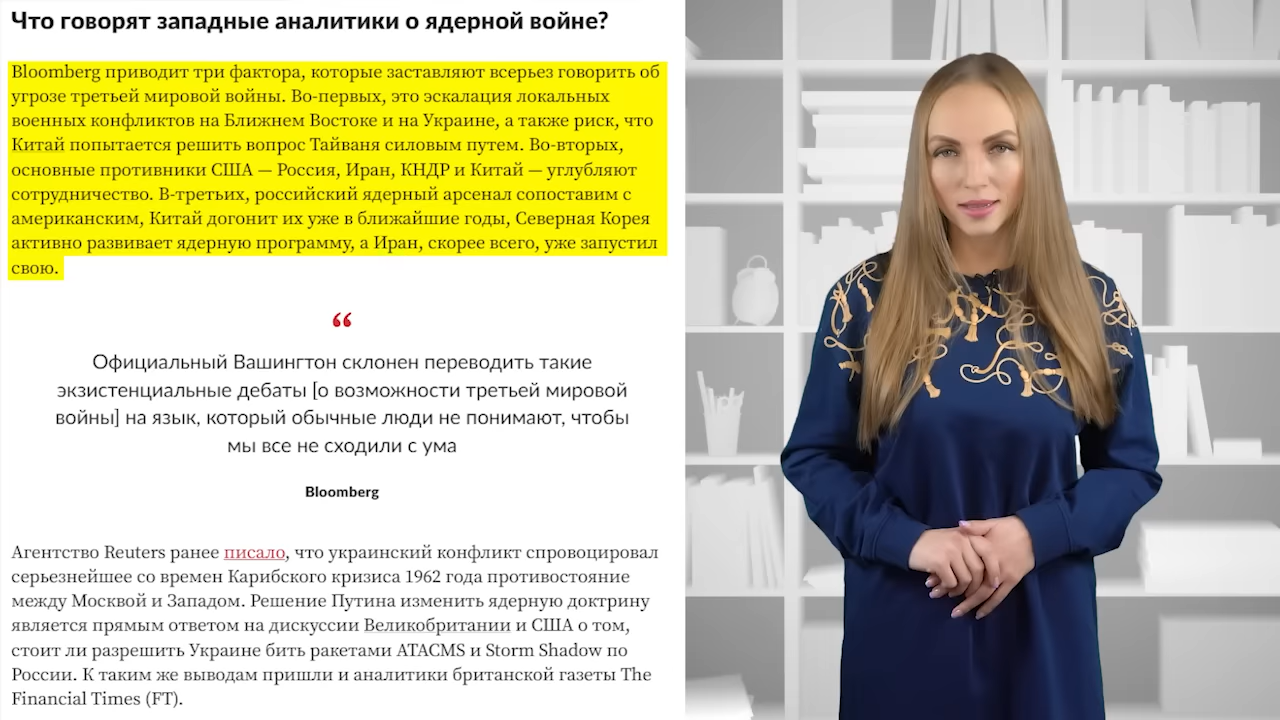 Что говорят западные аналитики о ядерной войне?
Bloomberg приводит три фактора, которые заставляют всерьез говорить об
угрозе третьей мировой войны. Во-первых, это эскалация локальных
военных конфликтов на Ближнем Востоке и на Украине, а также риск, что
Китай попытается решить вопрос Тайваня силовым путем. Во-вторых,
основные противники США — Россия, Иран, КНДР и Китай — углубляют
сотрудничество. В-третьих, российский ядерный арсенал сопоставим с
американским, Китай догонит их уже в ближайшие годы, Северная Корея
активно развивает ядерную программу, а Иран, скорее всего, уже запустил
свою.
“
Официальный Вашингтон склонен переводить такие
экзистенциальные дебаты [о возможности третьей мировой
войны] на язык, который обычные люди не понимают, чтобы
мы все не сходили с ума
Bloomberg
Агентство Reuters ранее писало, что украинский конфликт спровоцировал
серьезнейшее со времен Карибского кризиса 1962 года противостояние
между Москвой и Западом. Решение Путина изменить ядерную доктрину
является прямым ответом на дискуссии Великобритании и США о том,
стоит ли разрешить Украине бить ракетами ATACMS и Storm Shadow по
России. К таким же выводам пришли и аналитики британской газеты The
Financial Times (FT).